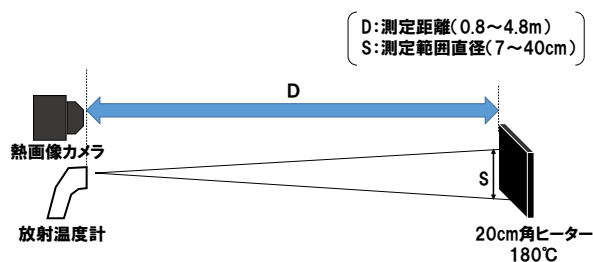 D:測定距離(0.8～4.8m)
S:測定範囲直径(7～40cm)
D
熱画像カメラ
S
放射温度計
20cm角ヒーター
180℃